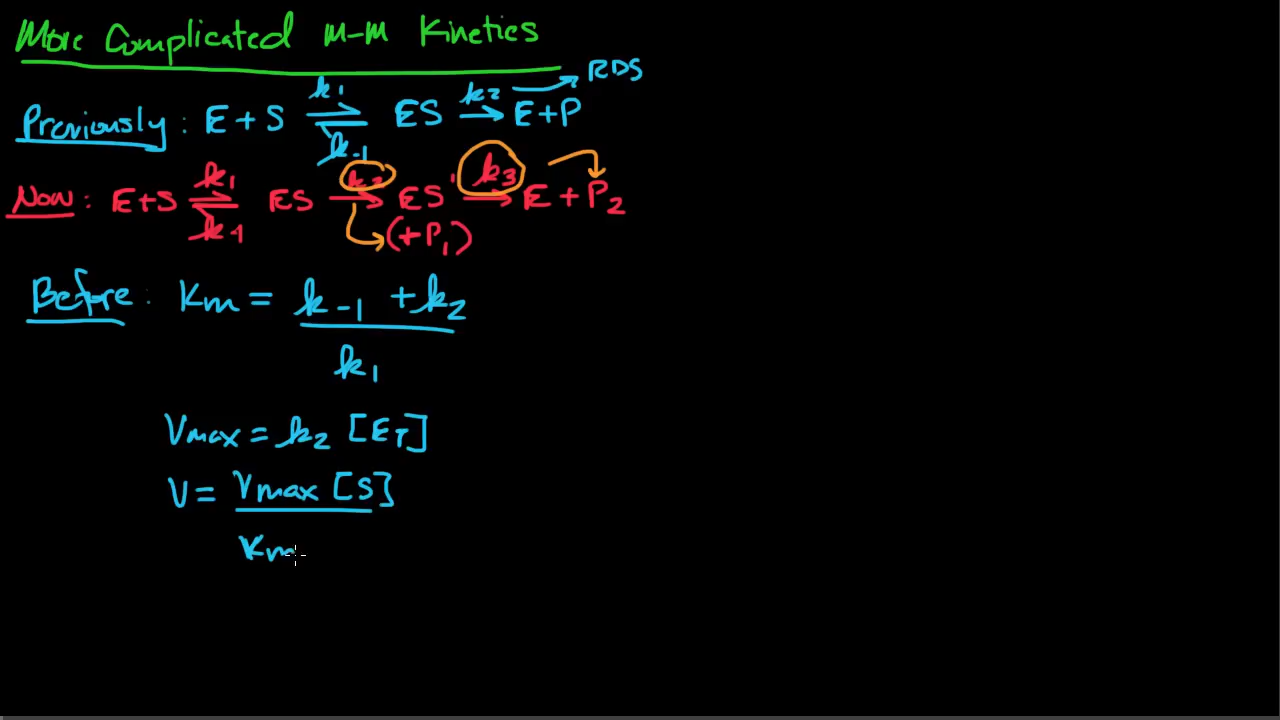 More Complicated M-M Kinetics
Previously: E + S ⇌ ES → E+P
k1
k-1
k2
RDS
Now: E+S ⇌ ES → ES' → E + P2
k1
k-1
k2
k3
(+P1)
Before: Km = k-1 + k2
k1
Vmax = k2 [ET]
V = Vmax [S]
Km